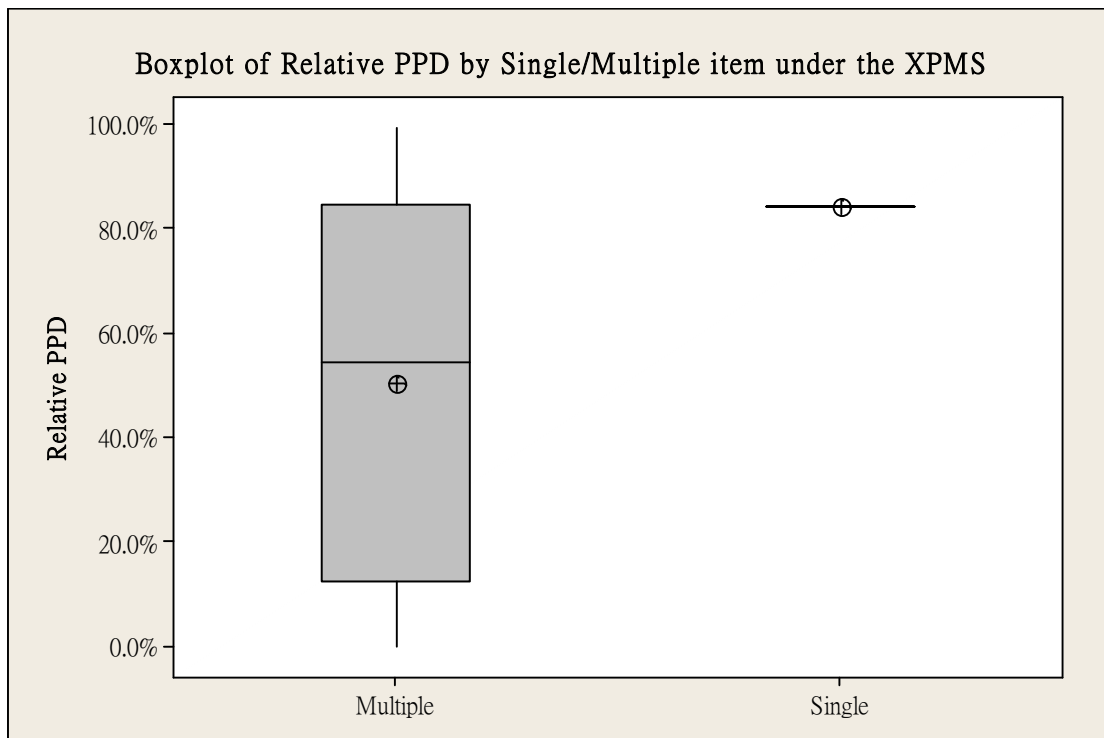 Boxplot of Relative PPD by Single/Multiple item under the XPMS
100.0%
80.0%
60.0%
40.0%
20.0%
0.0%
Relative PPD
Multiple
Single